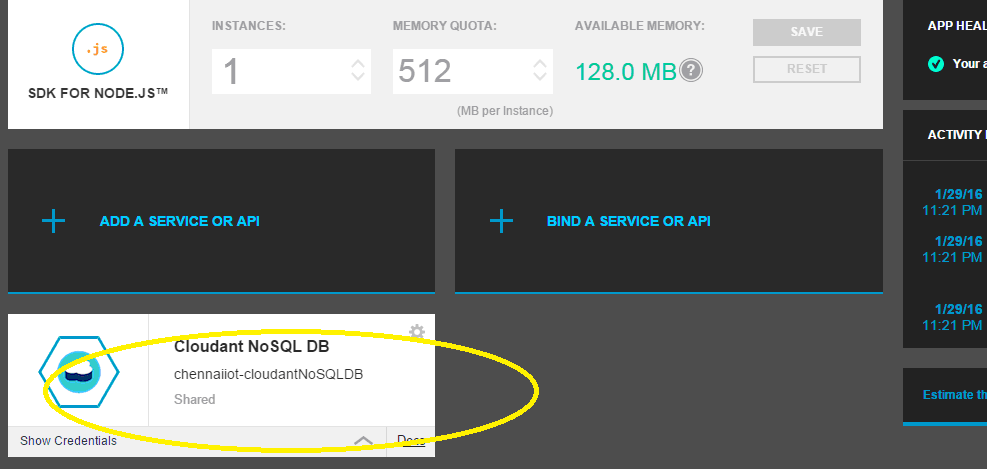 INSTANCES:
MEMORY QUOTA:
AVAILABLE MEMORY:
SAVE
1
512
128.0 MB ?
RESET
(MB per Instance)
.js
SDK FOR NODE.JS™
APP HEAL
Your a
ADD A SERVICE OR API
BIND A SERVICE OR API
ACTIVITY
1/29/16
11:21 PM
1/29/16
11:21 PM
1/29/16
11:21 PM
Estimate th
Cloudant NoSQL DB
chennaiiot-cloudantNoSQLDB
Shared
Show Credentials
Docs